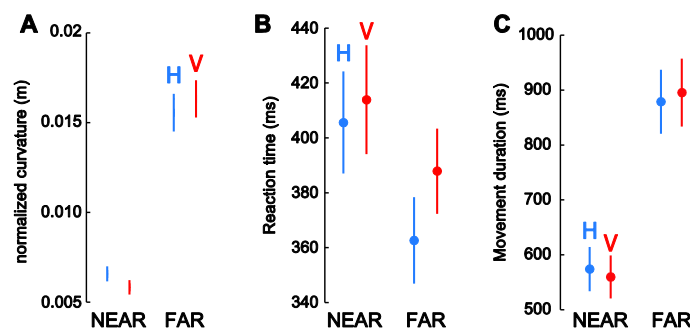 A
normalized curvature (m)
0.02
0.015
0.01
0.005
H V
NEAR FAR
B
Reaction time (ms)
440
420
400
380
360
340
H V
NEAR FAR
C
Movement duration (ms)
1000
900
800
700
600
500
H V
NEAR FAR